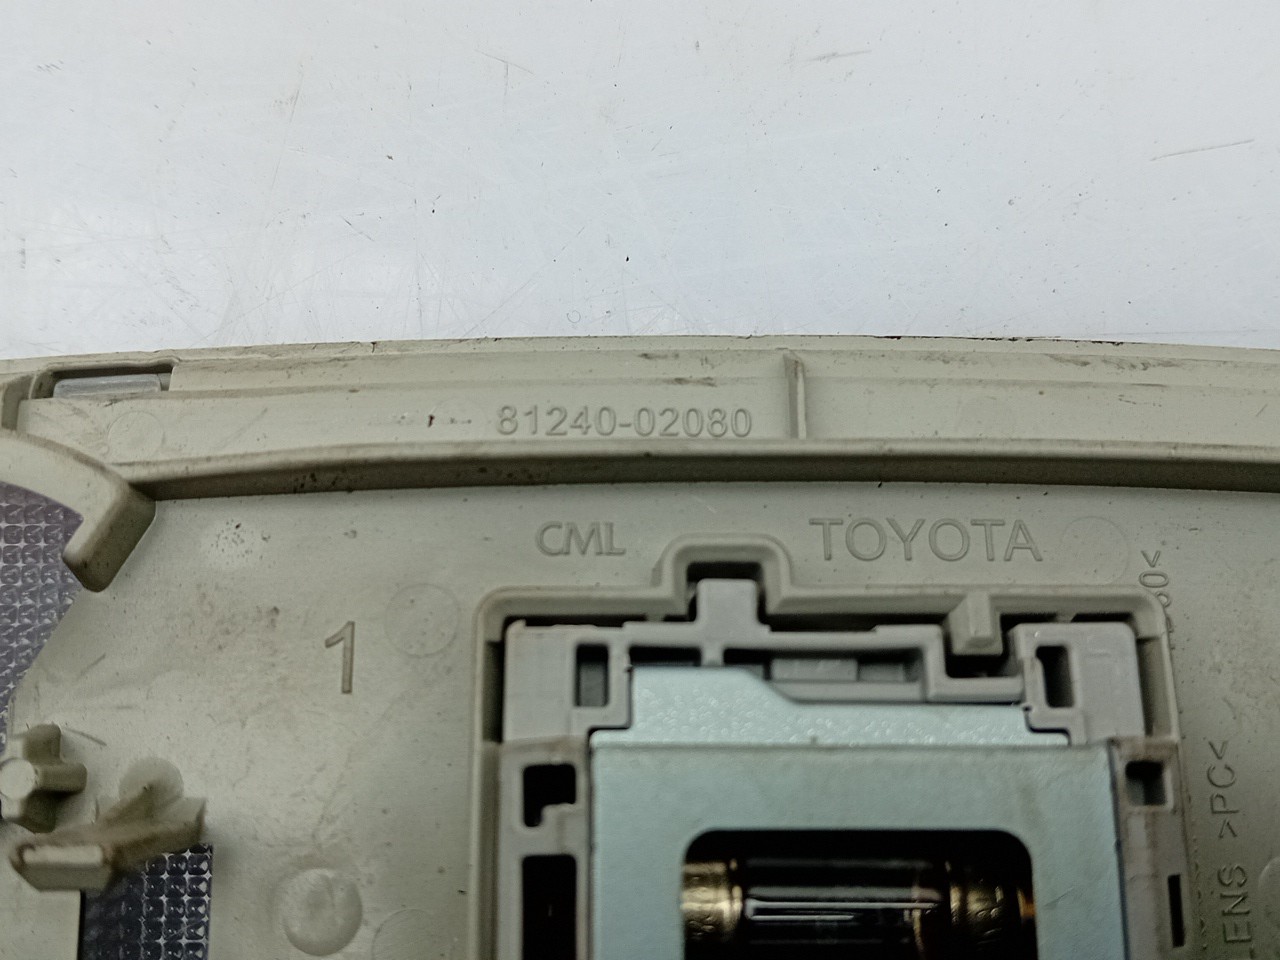 81240-02080
CML TOYOTA
1
LENS >PC<